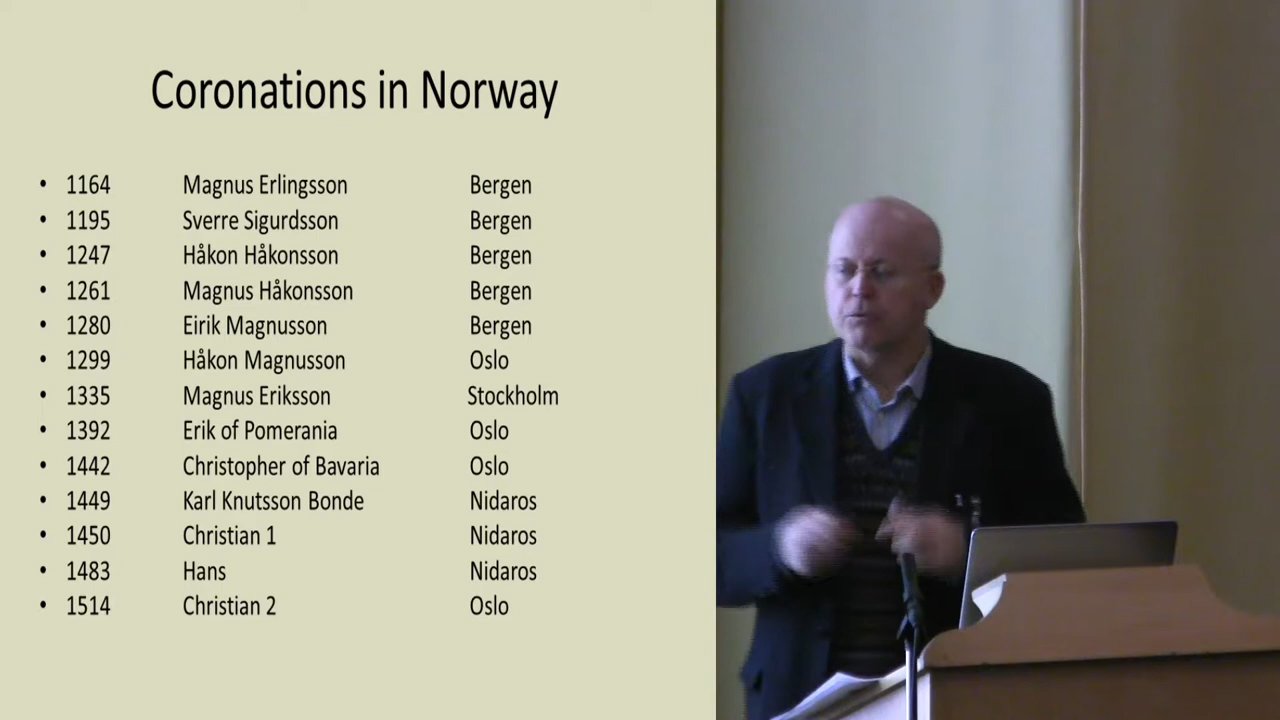 Coronations in Norway
• 1164 Magnus Erlingsson Bergen
• 1195 Sverre Sigurdsson Bergen
• 1247 Håkon Håkonsson Bergen
• 1261 Magnus Håkonsson Bergen
• 1280 Eirik Magnusson Bergen
• 1299 Håkon Magnusson Oslo
• 1335 Magnus Eriksson Stockholm
• 1392 Erik of Pomerania Oslo
• 1442 Christopher of Bavaria Oslo
• 1449 Karl Knutsson Bonde Nidaros
• 1450 Christian 1 Nidaros
• 1483 Hans Nidaros
• 1514 Christian 2 Oslo